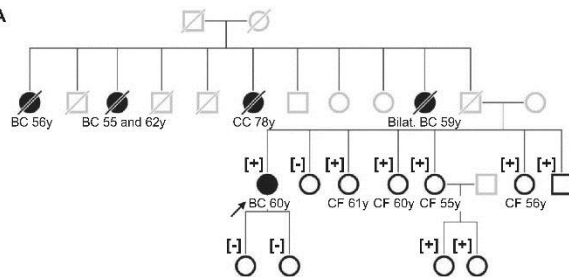 A
BC 56y BC 55 and 62y CC 78y Bilat. BC 59y
[+] [-] [+] [+] [+] [+] [+]
BC 60y CF 61y CF 60y CF 55y CF 56y
[-] [-] [+] [+]